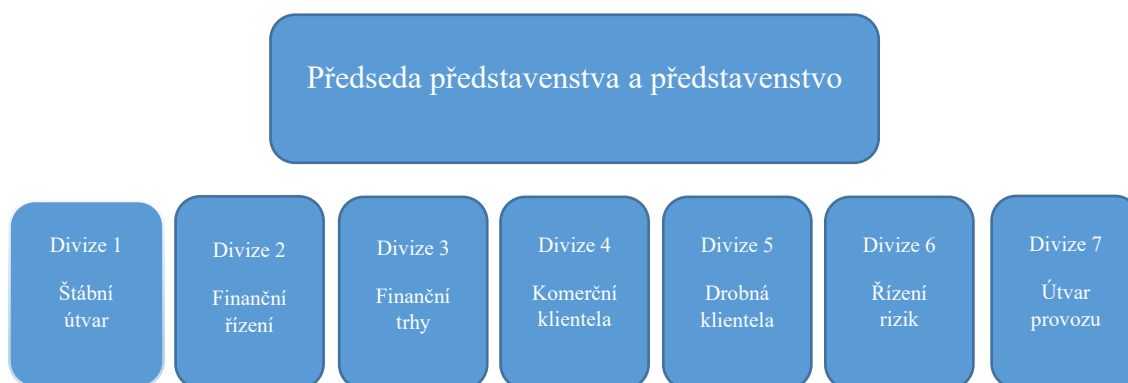 Předseda představenstva a představenstvo
Divize 1
Štábní
útvar
Divize 2
Finanční
řízení
Divize 3
Finanční
trhy
Divize 4
Komerční
klientela
Divize 5
Drobná
klientela
Divize 6
Řízení
rizik
Divize 7
Útvar
provozu